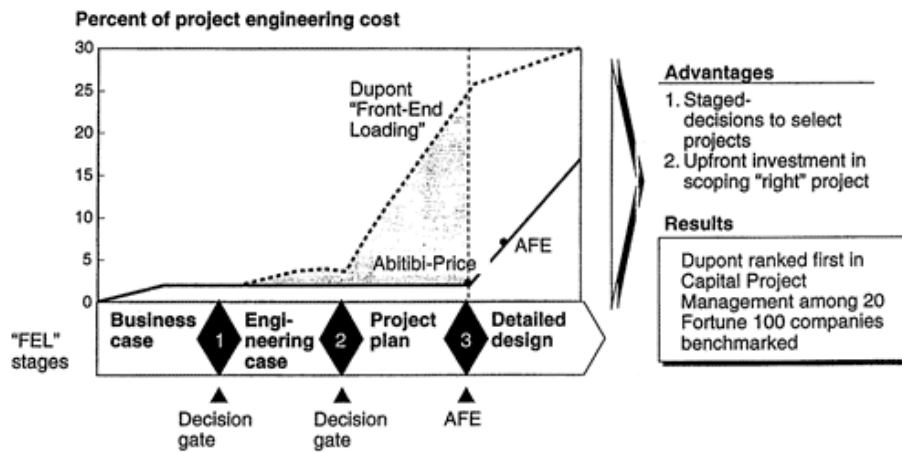 Percent of project engineering cost
30
25
20
15
10
5
0
Dupont
"Front-End
Loading"
Abitibi-Price
AFE
"FEL"
stages
Business
case
1
Engi-
neering
case
2
Project
plan
3
Detailed
design
Decision
gate
Decision
gate
AFE
Advantages
1. Staged-
decisions to select
projects
2. Upfront investment in
scoping "right" project
Results
Dupont ranked first in
Capital Project
Management among 20
Fortune 100 companies
benchmarked